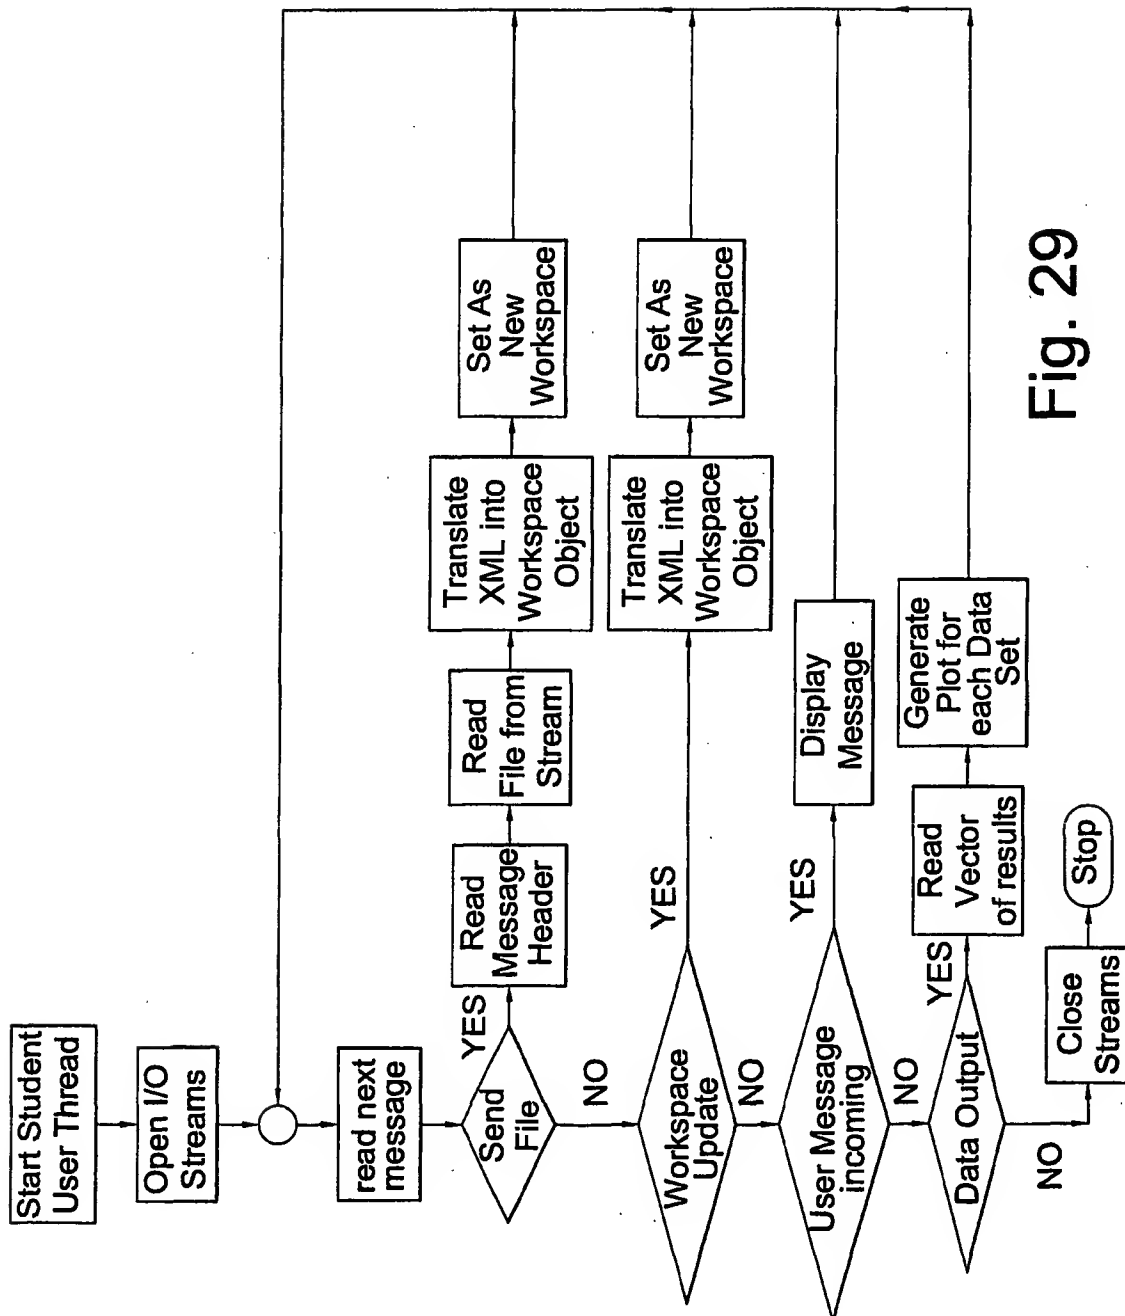 Start Student
User Thread
Open I/O
Streams
read next
message
Send
File
YES
Read
Message
Header
Read
File from
Stream
Translate
XML into
Workspace
Object
Set As
New
Workspace
NO
Workspace
Update
YES
Translate
XML into
Workspace
Object
Set As
New
Workspace
NO
User Message
incoming
YES
Display
Message
NO
Data Output
YES
Read
Vector
of results
Generate
Plot for
each Data
Set
NO
Close
Streams
Stop
Fig. 29